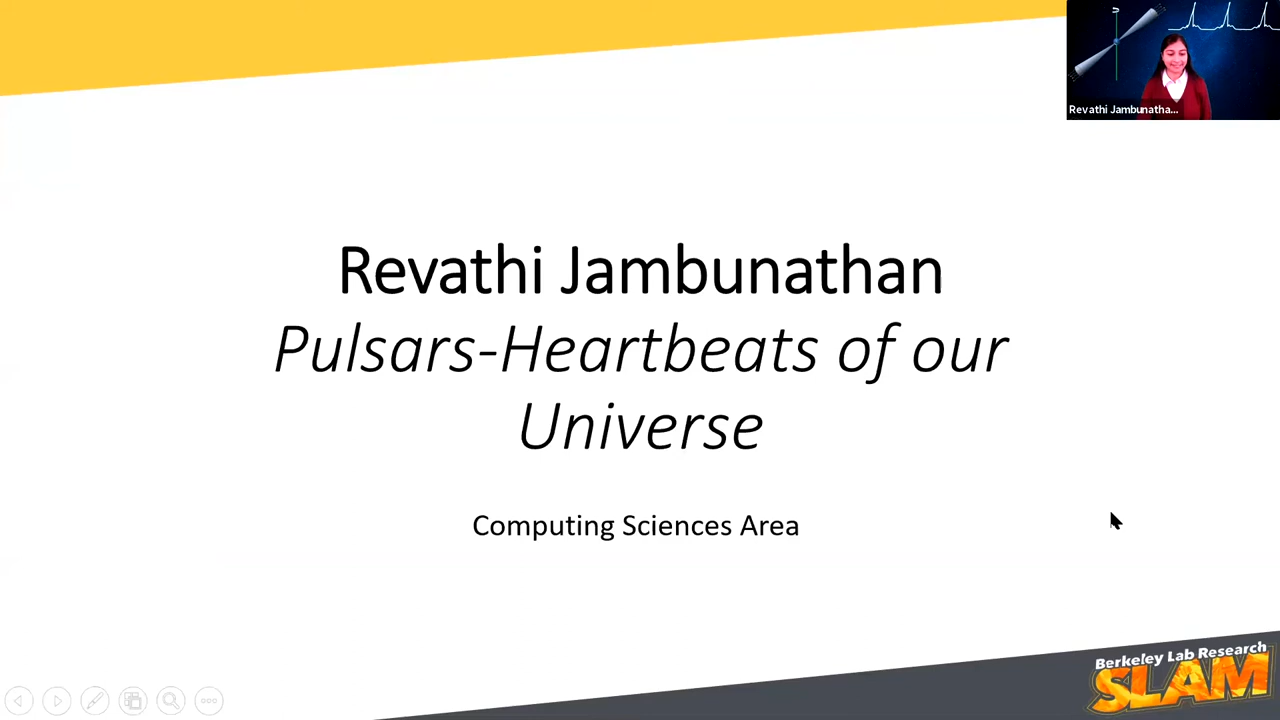 Revathi Jambunatha...
Revathi Jambunathan
Pulsars-Heartbeats of our
Universe
Computing Sciences Area
Berkeley Lab Research
SLAM